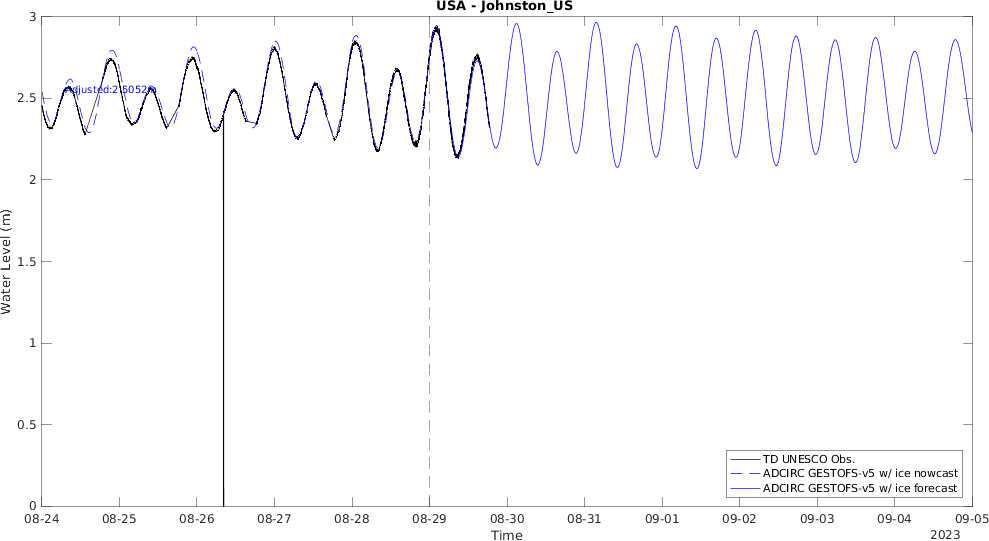 USA - Johnston_US
Water Level (m)
3
2.5
2
1.5
1
0.5
0
TD UNESCO Obs.
ADCIRC GESTOFS-v5 w/ ice nowcast
ADCIRC GESTOFS-v5 w/ ice forecast
08-24 08-25 08-26 08-27 08-28 08-29 08-30 08-31 09-01 09-02 09-03 09-04 09-05
Time
2023